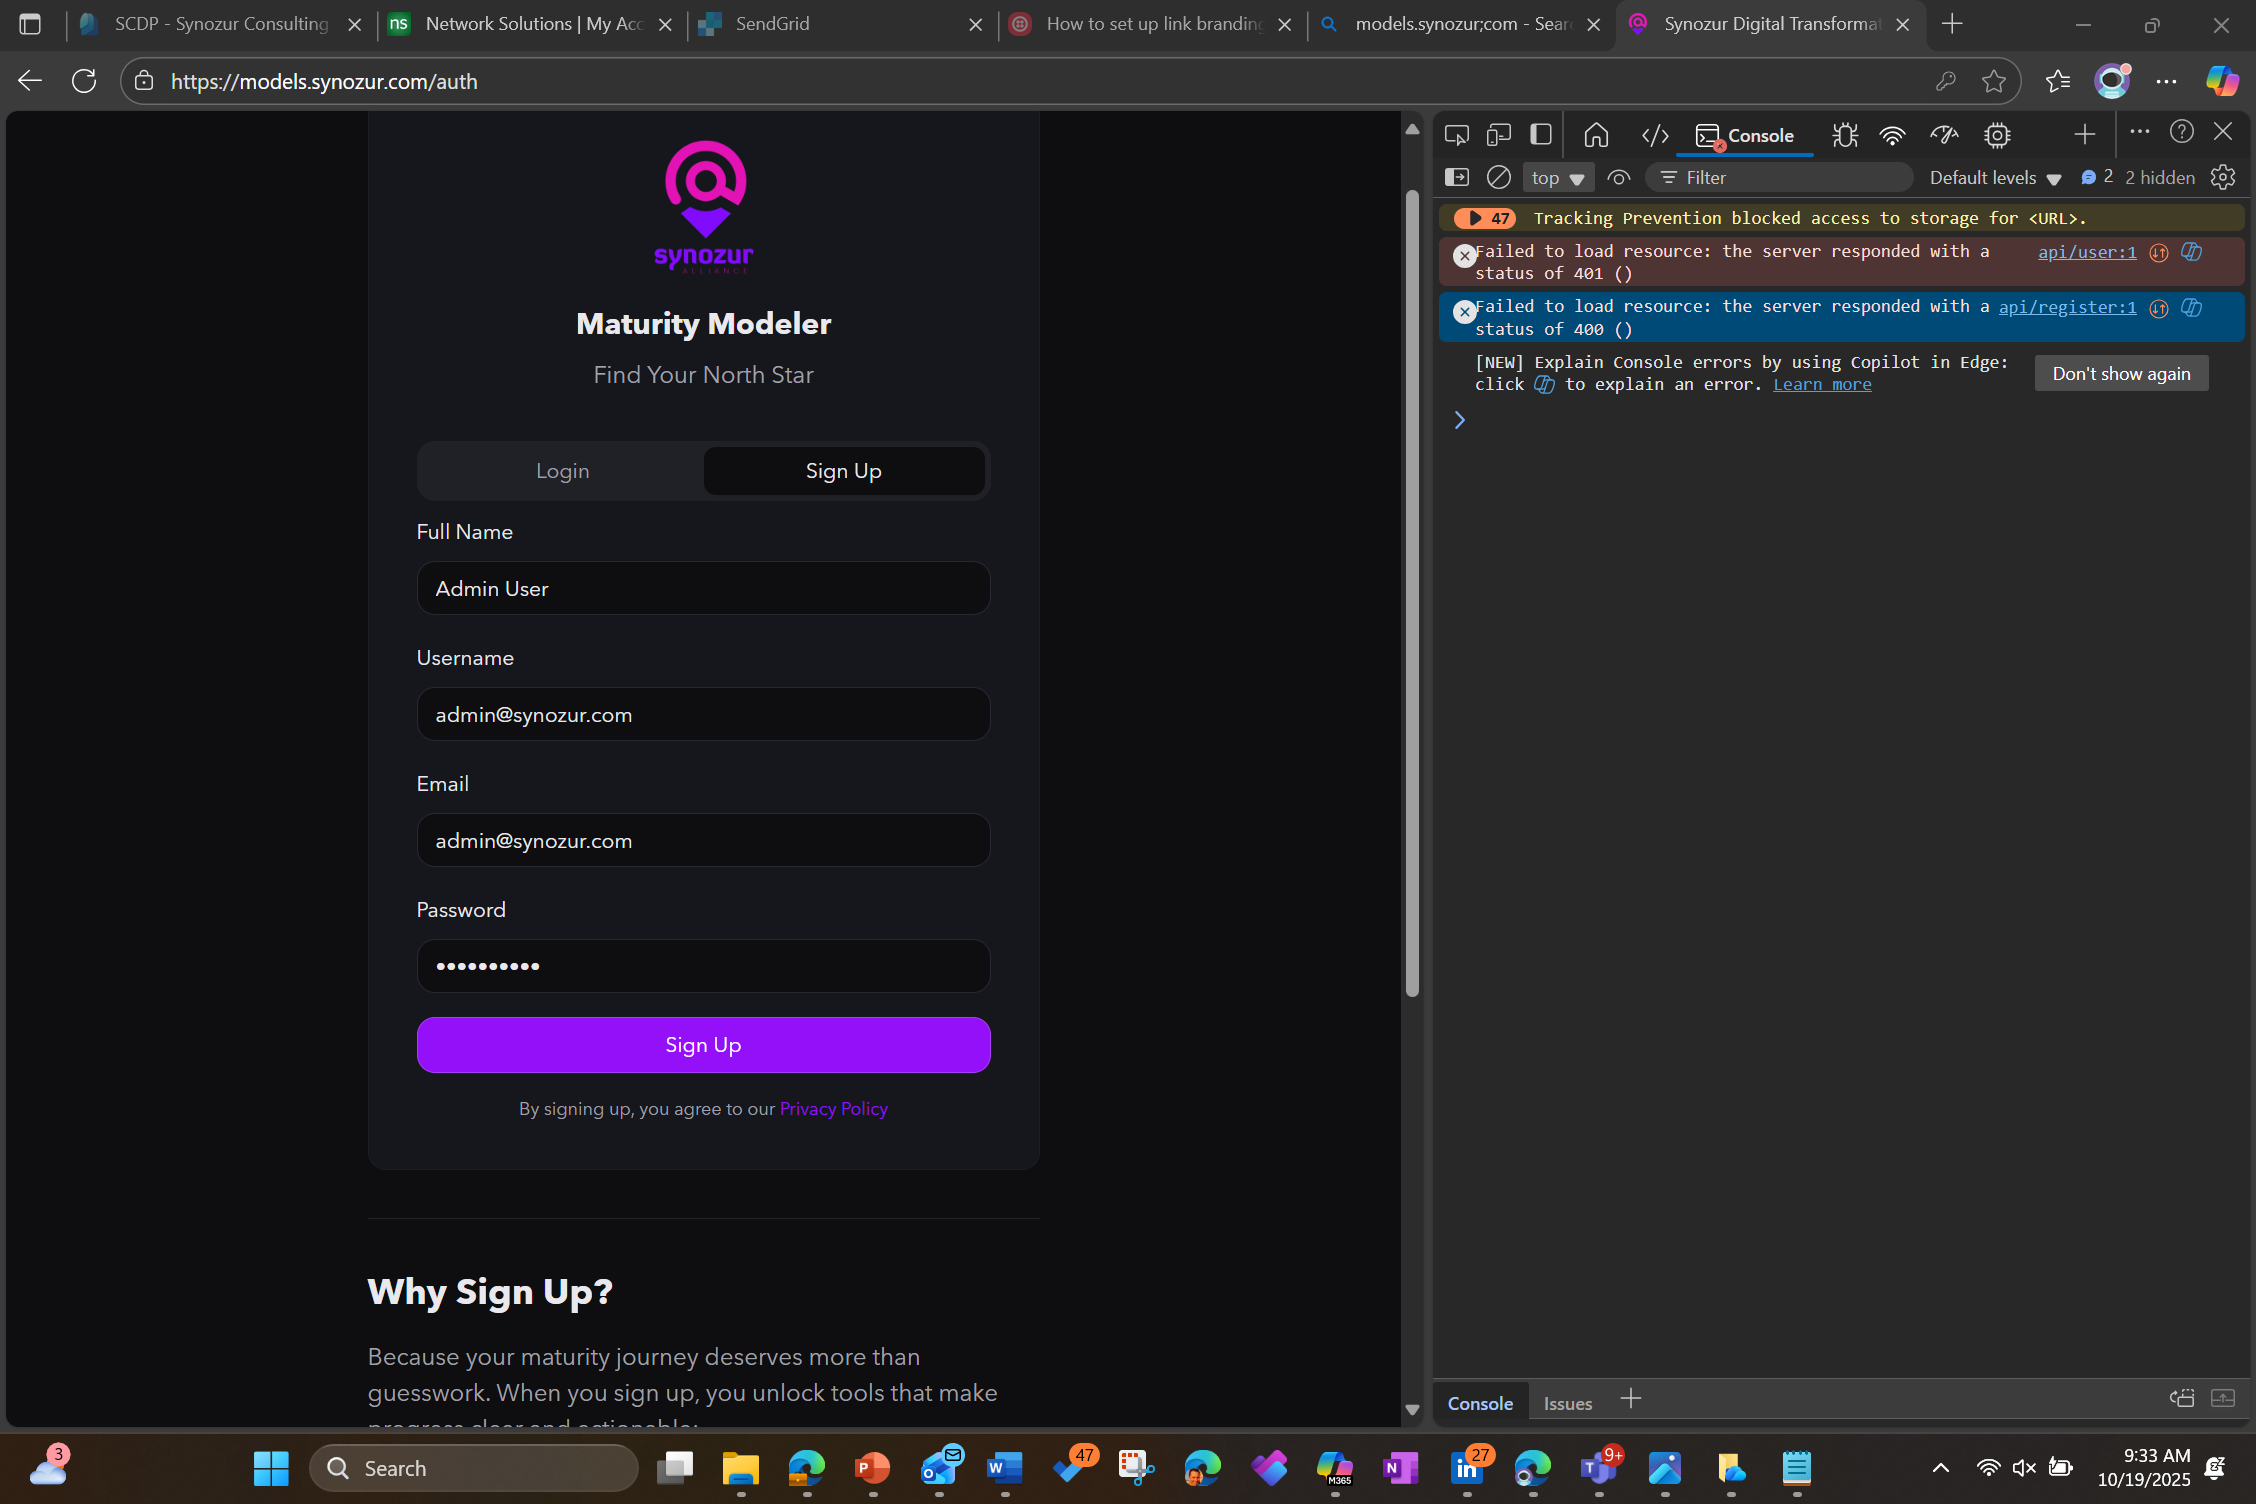 SCDP - Synozur Consulting
ns
Network Solutions | My Acc
SendGrid
How to set up link branding
models.synozur;com - Sear
Synozur Digital Transformat
https://models.synozur.com/auth
synozur
ALLIANCE
Maturity Modeler
Find Your North Star
Login
Sign Up
Full Name
Admin User
Username
admin@synozur.com
Email
admin@synozur.com
Password
Sign Up
By signing up, you agree to our Privacy Policy
Why Sign Up?
Because your maturity journey deserves more than
guesswork. When you sign up, you unlock tools that make
progress clear and actionable:
Console
top
Filter
Default levels
2
2 hidden
47
Tracking Prevention blocked access to storage for <URL>.
Failed to load resource: the server responded with a
status of 401 ()
api/user:1
Failed to load resource: the server responded with a
status of 400 ()
api/register:1
[NEW] Explain Console errors by using Copilot in Edge:
click to explain an error. Learn more
Don't show again
Console
Issues
3
Search
47
M365
27
9+
9:33 AM
10/19/2025